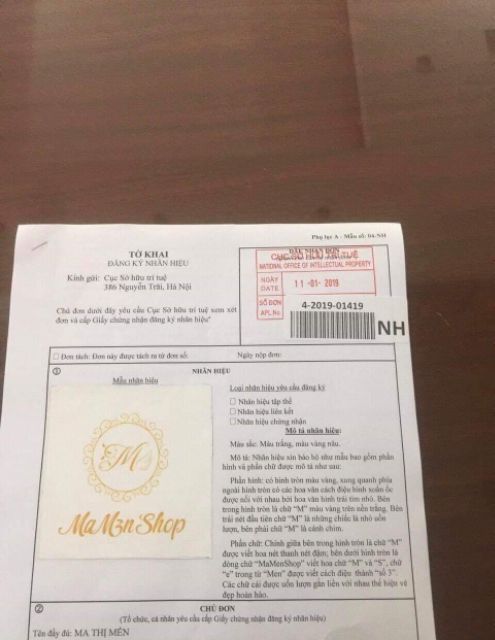 Phụ lục A - Mẫu số: 04-NH
TỜ KHAI
ĐĂNG KÝ NHÃN HIỆU
Kính gửi: Cục Sở hữu trí tuệ
386 Nguyễn Trãi, Hà Nội
Chủ đơn dưới đây yêu cầu Cục Sở hữu trí tuệ xem xét
đơn và cấp Giấy chứng nhận đăng ký nhãn hiệu*
DẤU NHẬN ĐƠN
CỤC SỞ HỮU TRÍ TUỆ
NATIONAL OFFICE OF INTELLECTUAL PROPERTY
NGÀY
DATE
11 -01- 2019
SỐ ĐƠN
APL No
4-2019-01419
NH
☐ Đơn tách: Đơn này được tách ra từ đơn số:
Ngày nộp đơn:
① NHÃN HIỆU
Mẫu nhãn hiệu
M
MaM3n'Shop
Loại nhãn hiệu yêu cầu đăng ký
☐ Nhãn hiệu tập thể
☐ Nhãn hiệu liên kết
☐ Nhãn hiệu chứng nhận
Mô tả nhãn hiệu:
Màu sắc: Màu trắng, màu vàng nâu.
Mô tả: Nhãn hiệu xin bảo hộ như mẫu bao gồm phần
hình và phần chữ được mô tả như sau:
Phần hình: có hình tròn màu vàng, xung quanh phía
ngoài hình tròn có các hoa văn cách điệu hình xoắn ốc
được nối với nhau bởi hoa văn hình trái tim nhỏ. Bên
trong hình tròn là chữ "M" màu vàng trên nền trắng. Bên
trái nét đầu tiên chữ "M" là những chiếc lá nhỏ uốn
lượn, bên phải chữ "M" là cánh chim.
Phần chữ: Chính giữa bên trong hình tròn là chữ "M"
được viết hoa nét thanh nét đậm; bên dưới hình tròn là
dòng chữ "MaMenShop" viết hoa chữ "M" và "S", chữ
"e" trong từ "Men" được viết cách điệu thành "số 3".
Các chữ cái được uốn lượn gắn liền với nhau thể hiện vẻ
đẹp hoàn hảo.
② CHỦ ĐƠN
(Tổ chức, cá nhân yêu cầu cấp Giấy chứng nhận đăng ký nhãn hiệu)
Tên đầy đủ: MA THỊ MẾN